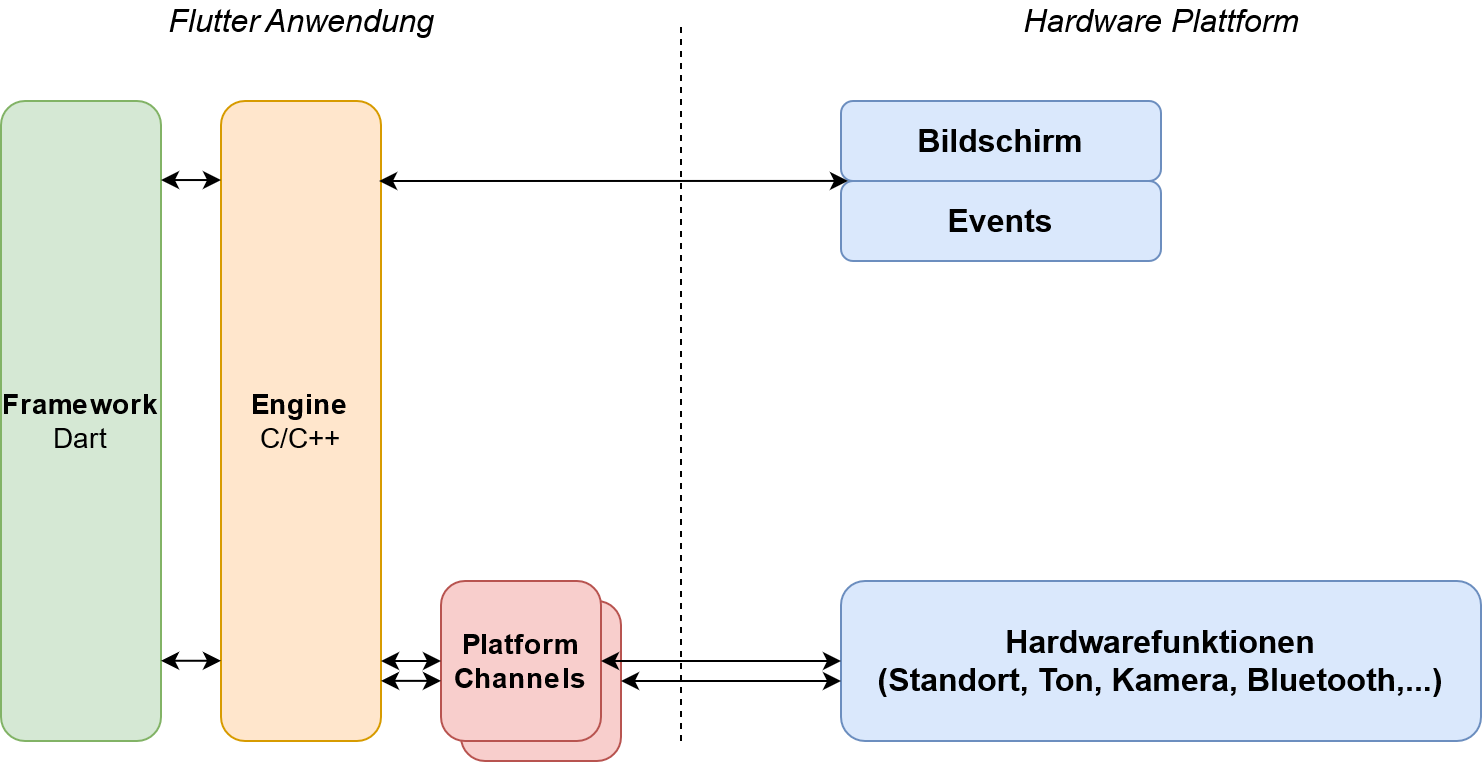 Flutter Anwendung
Hardware Plattform
Bildschirm
Events
Framework
Dart
Engine
C/C++
Platform
Channels
Hardwarefunktionen
(Standort, Ton, Kamera, Bluetooth,...)